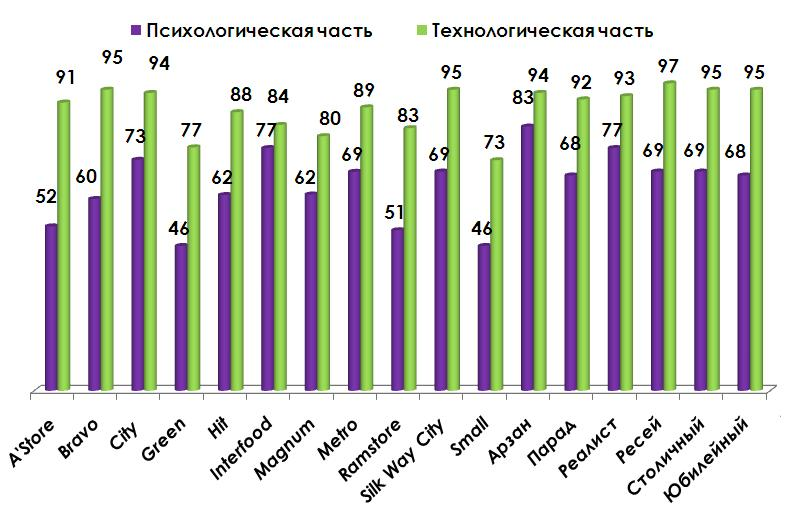 Психологическая часть
Технологическая часть
52 91
60 95
73 94
46 77
62 88
77 84
62 80
69 89
51 83
69 95
46 73
83 94
68 92
77 93
69 97
69 95
68 95
A'Store
Bravo
City
Green
Hit
Interfood
Magnum
Metro
Ramstore
Silk Way City
Small
Арзан
Парад
Реалист
Ресей
Столичный
Юбилейный